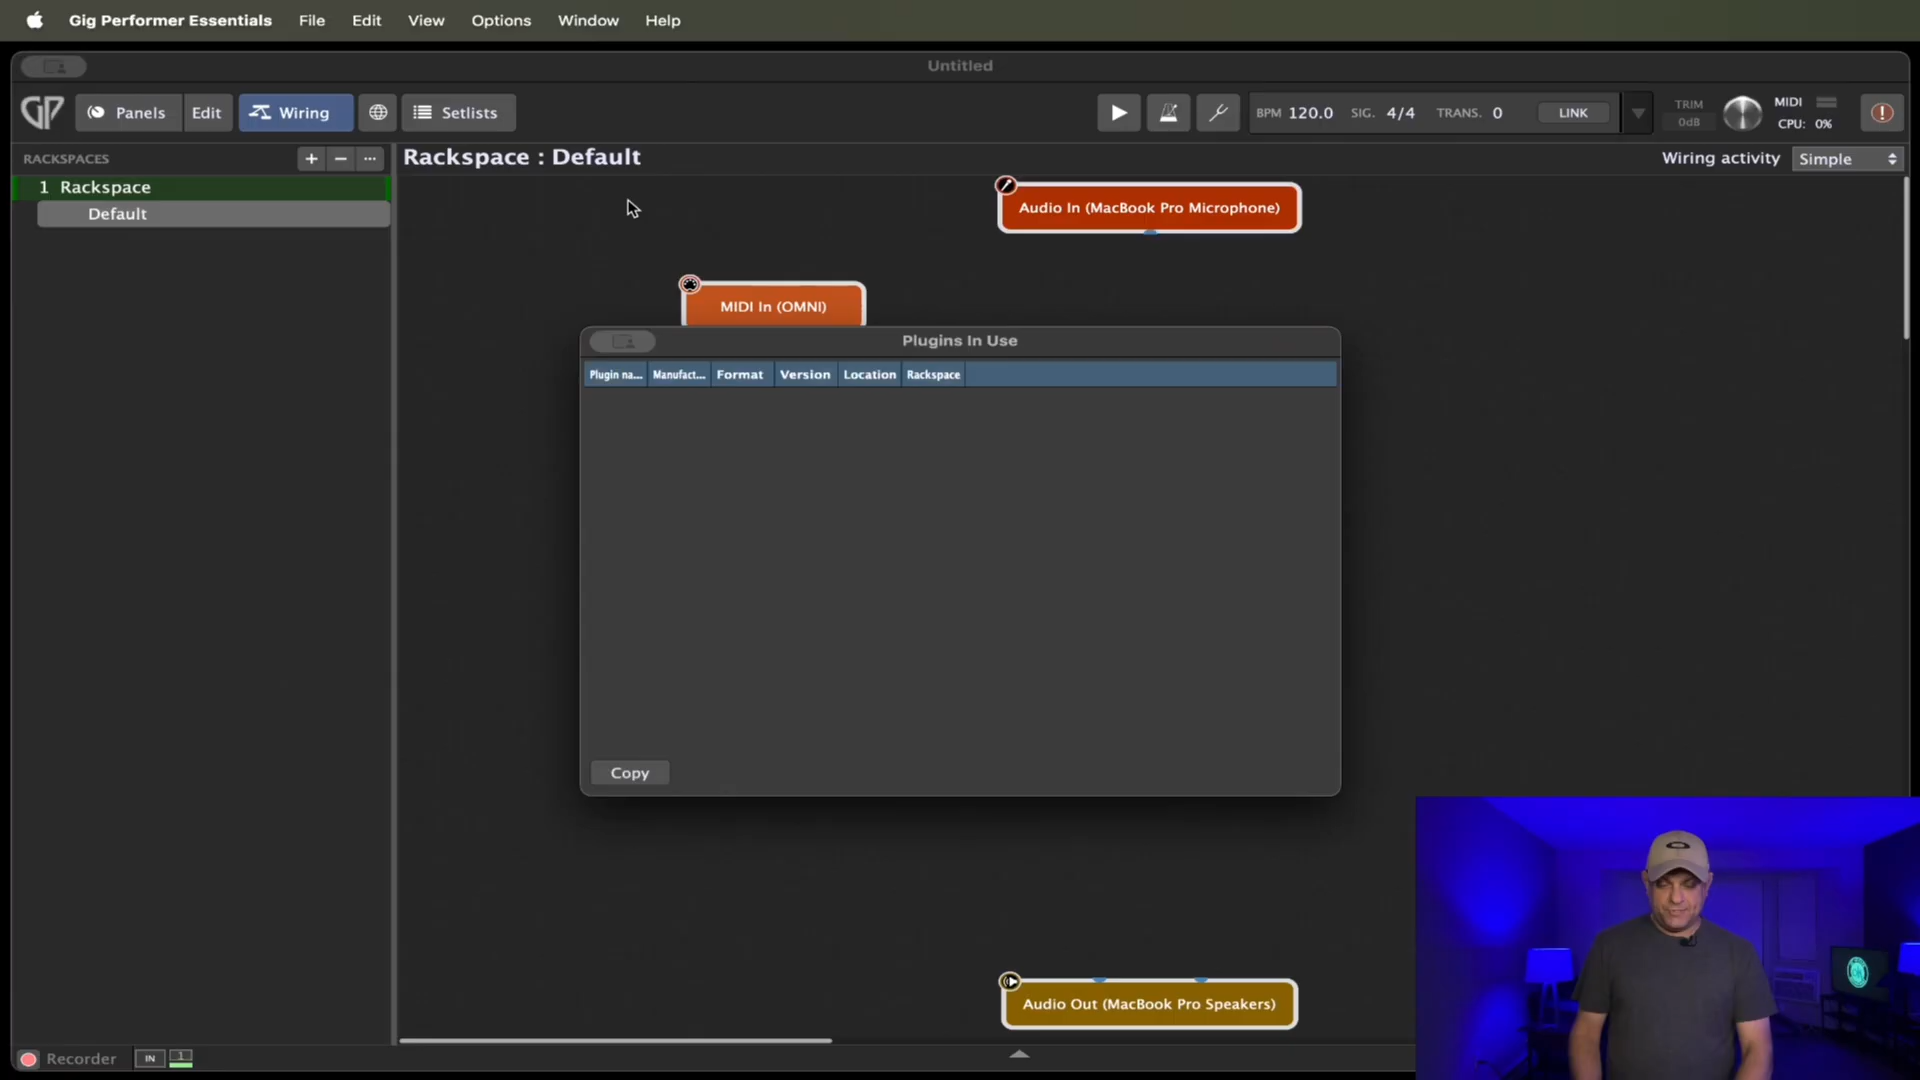 Gig Performer Essentials File Edit View Options Window Help
Untitled
GP Panels Edit Wiring Setlists BPM 120.0 SIG. 4/4 TRANS. 0 LINK TRIM 0dB MIDI CPU: 0%
RACKSPACES + − ...
Rackspace : Default
Wiring activity Simple
1 Rackspace
Default
Audio In (MacBook Pro Microphone)
MIDI In (OMNI)
Plugins In Use
Plugin na... Manufact... Format Version Location Rackspace
Copy
Audio Out (MacBook Pro Speakers)
Recorder IN 1